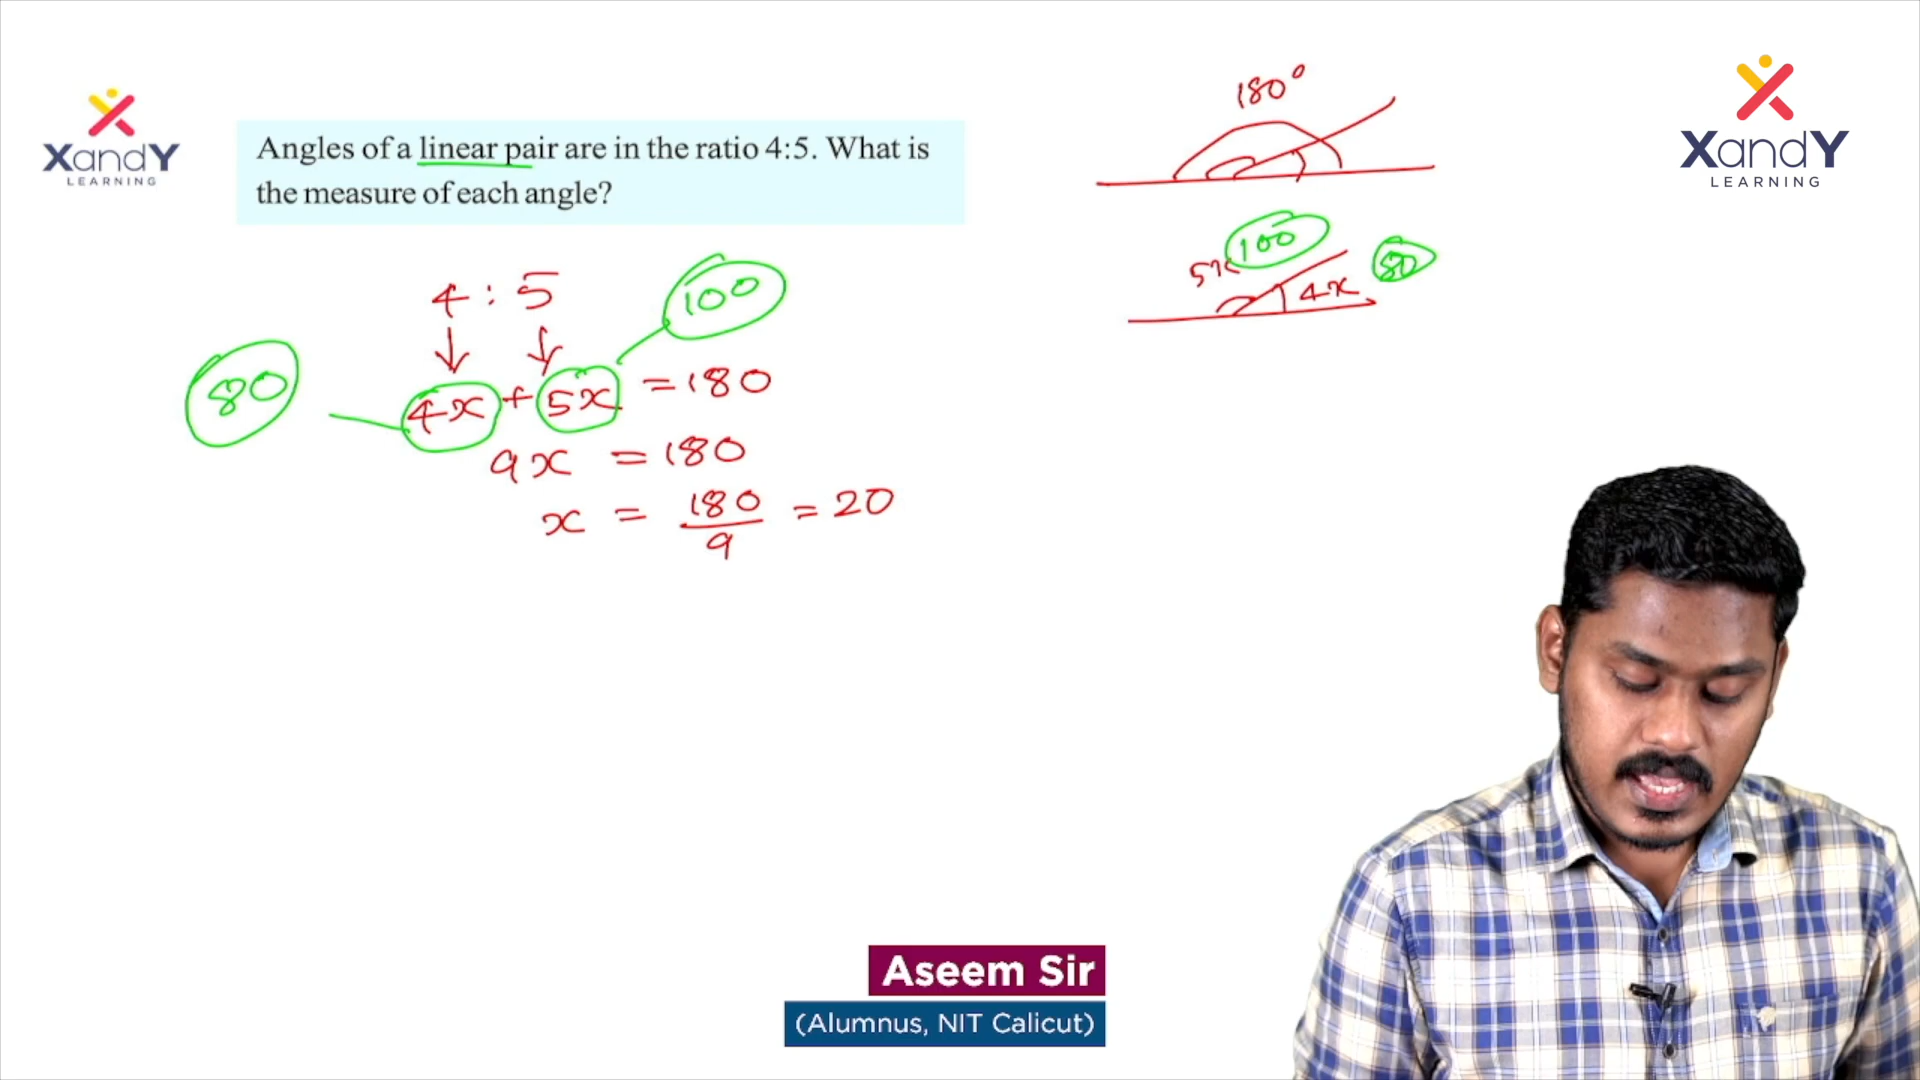 XandY
LEARNING
Angles of a linear pair are in the ratio 4:5. What is
the measure of each angle?
180°
XandY
LEARNING
5x 100
4x 80
4 : 5
100
80
4x + 5x = 180
9x = 180
x = 180/9 = 20
Aseem Sir
(Alumnus, NIT Calicut)